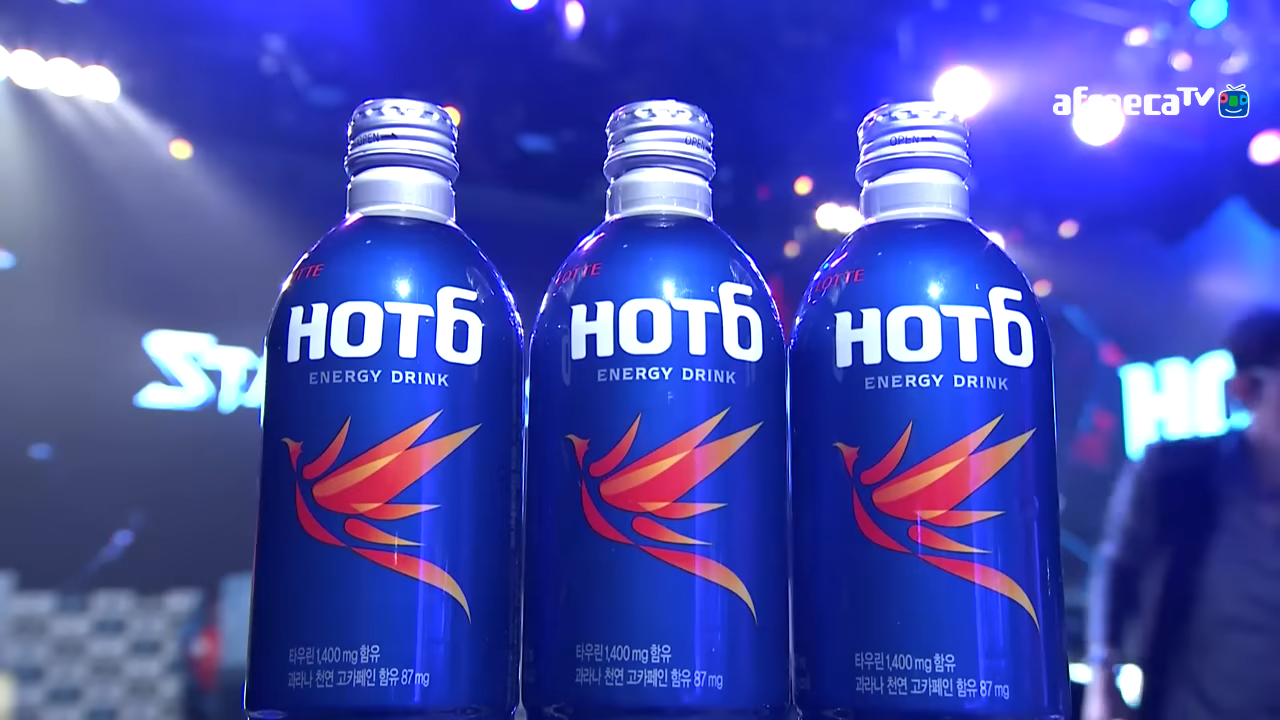 afreecaTV
OPEN
OPEN
OPEN
LOTTE
LOTTE
LOTTE
HOT6
HOT6
HOT6
ENERGY DRINK
ENERGY DRINK
ENERGY DRINK
타우린 1,400 mg 함유
과라나 천연 고카페인 함유 87 mg
타우린 1,400 mg 함유
과라나 천연 고카페인 함유 87 mg
타우린 1,400 mg 함유
과라나 천연 고카페인 함유 87 mg